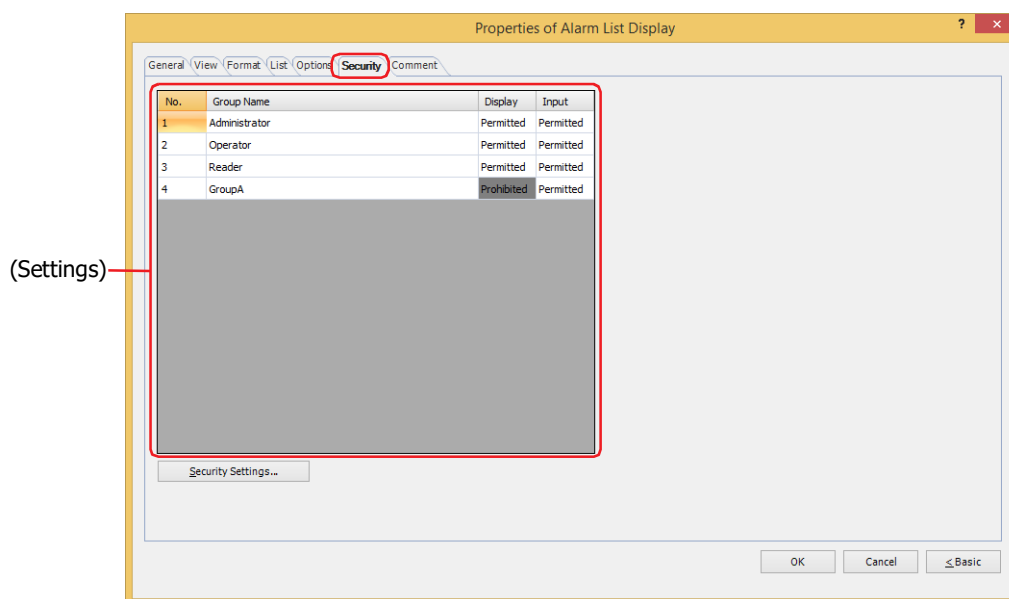 Properties of Alarm List Display ? ×
General View Format List Options Security Comment
No. Group Name Display Input
1 Administrator Permitted Permitted
2 Operator Permitted Permitted
3 Reader Permitted Permitted
4 GroupA Prohibited Permitted
(Settings)
Security Settings...
OK Cancel < Basic